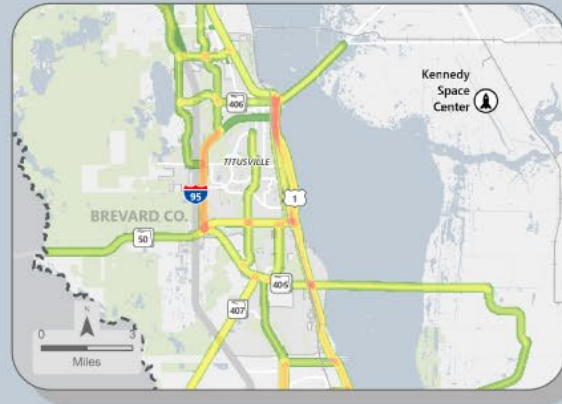 Kennedy
Space
Center
406
TITUSVILLE
95
1
BREVARD CO.
50
405
407
N
0 3
Miles